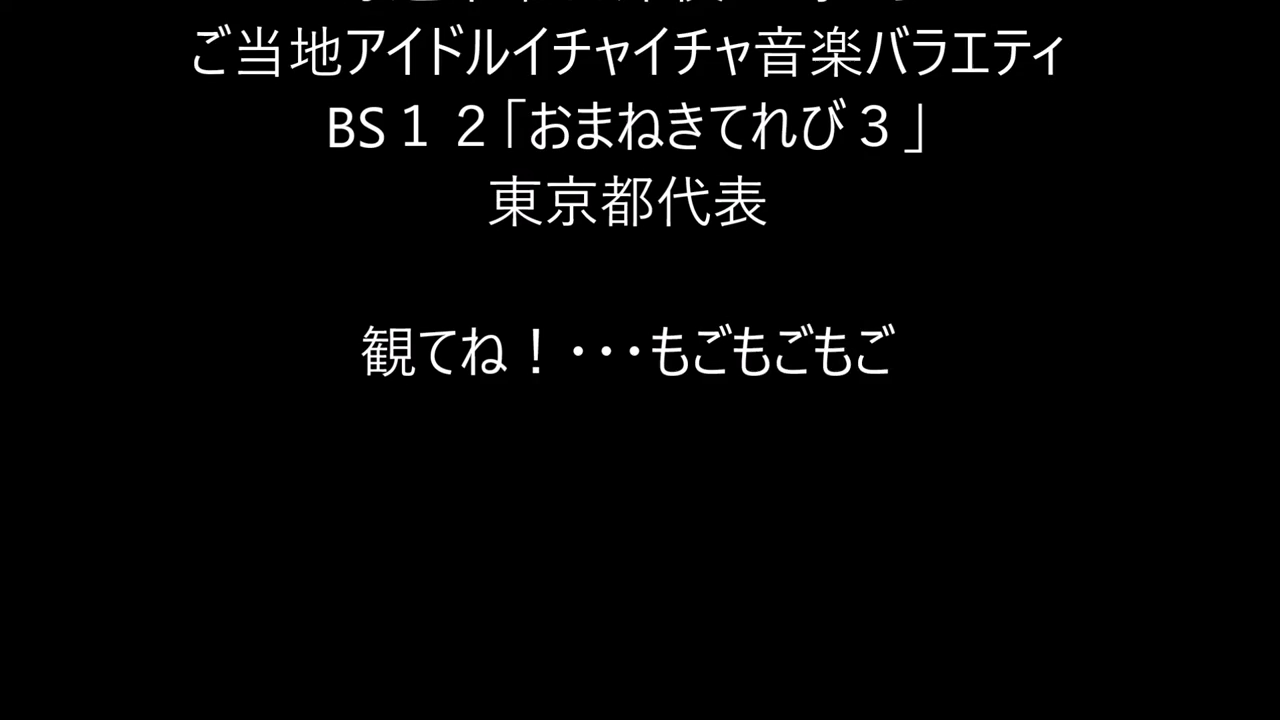 ご当地アイドルイチャイチャ音楽バラエティ
BS１２「おまねきてれび３」
東京都代表
観てね！・・・もごもごもご